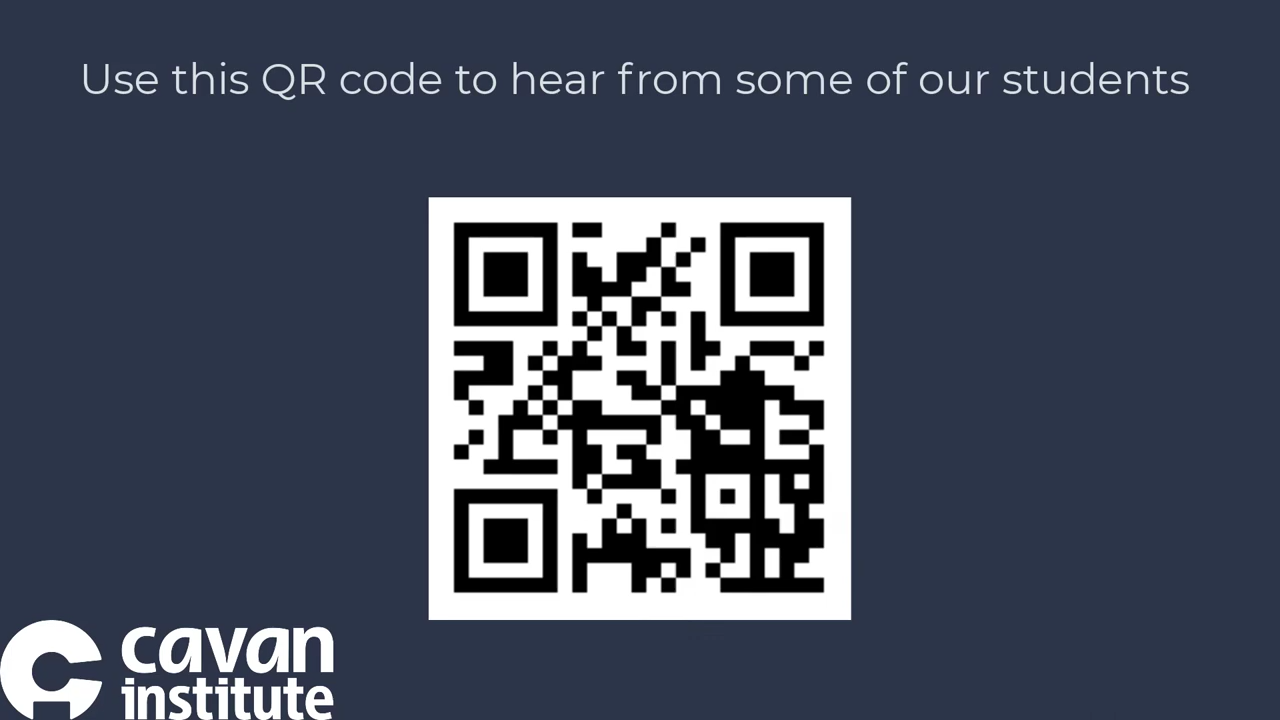 Use this QR code to hear from some of our students
cavan
institute